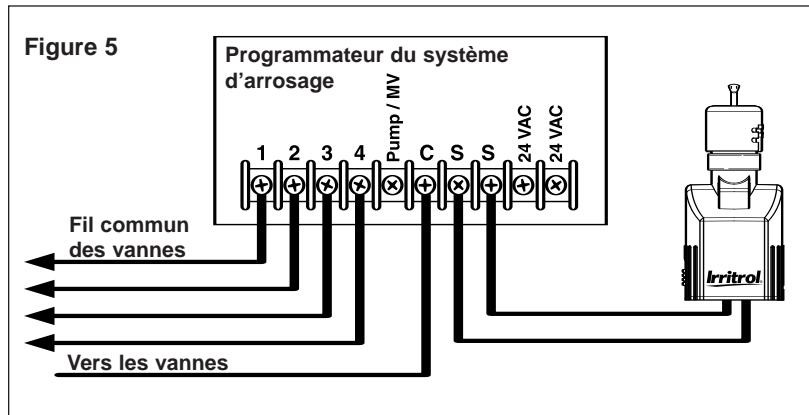 Figure 5
Programmateur du système
d'arrosage
1 2 3 4 Pump / MV C S S 24 VAC 24 VAC
Fil commun
des vannes
Irritrol.
Vers les vannes